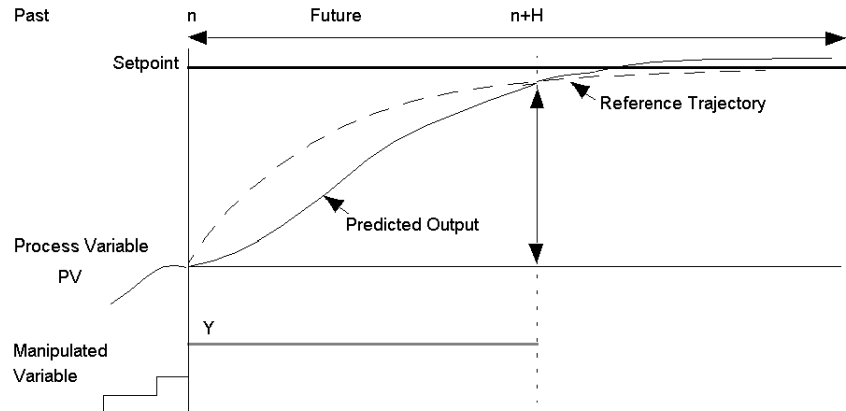 Past n Future n+H
Setpoint
Reference Trajectory
Predicted Output
Process Variable
PV
Y
Manipulated
Variable